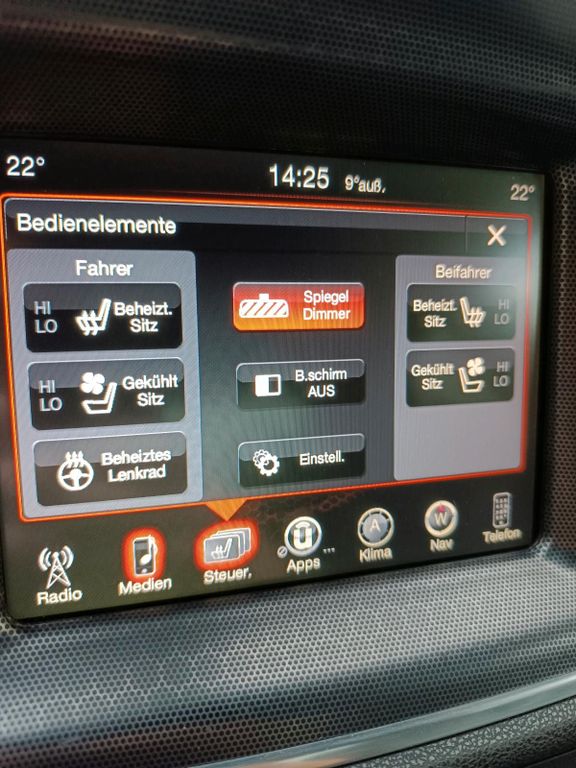 22°
14:25
9°auß.
22°
Bedienelemente
X
Fahrer
Beifahrer
HI
LO
Beheizt.
Sitz
Spiegel
Dimmer
Beheizt.
Sitz
HI
LO
HI
LO
Gekühlt
Sitz
B.schirm
AUS
Gekühlt
Sitz
HI
LO
Beheiztes
Lenkrad
Einstell.
Radio
Medien
Steuer.
U
Apps ...
A
Klima
W
Nav
Telefon